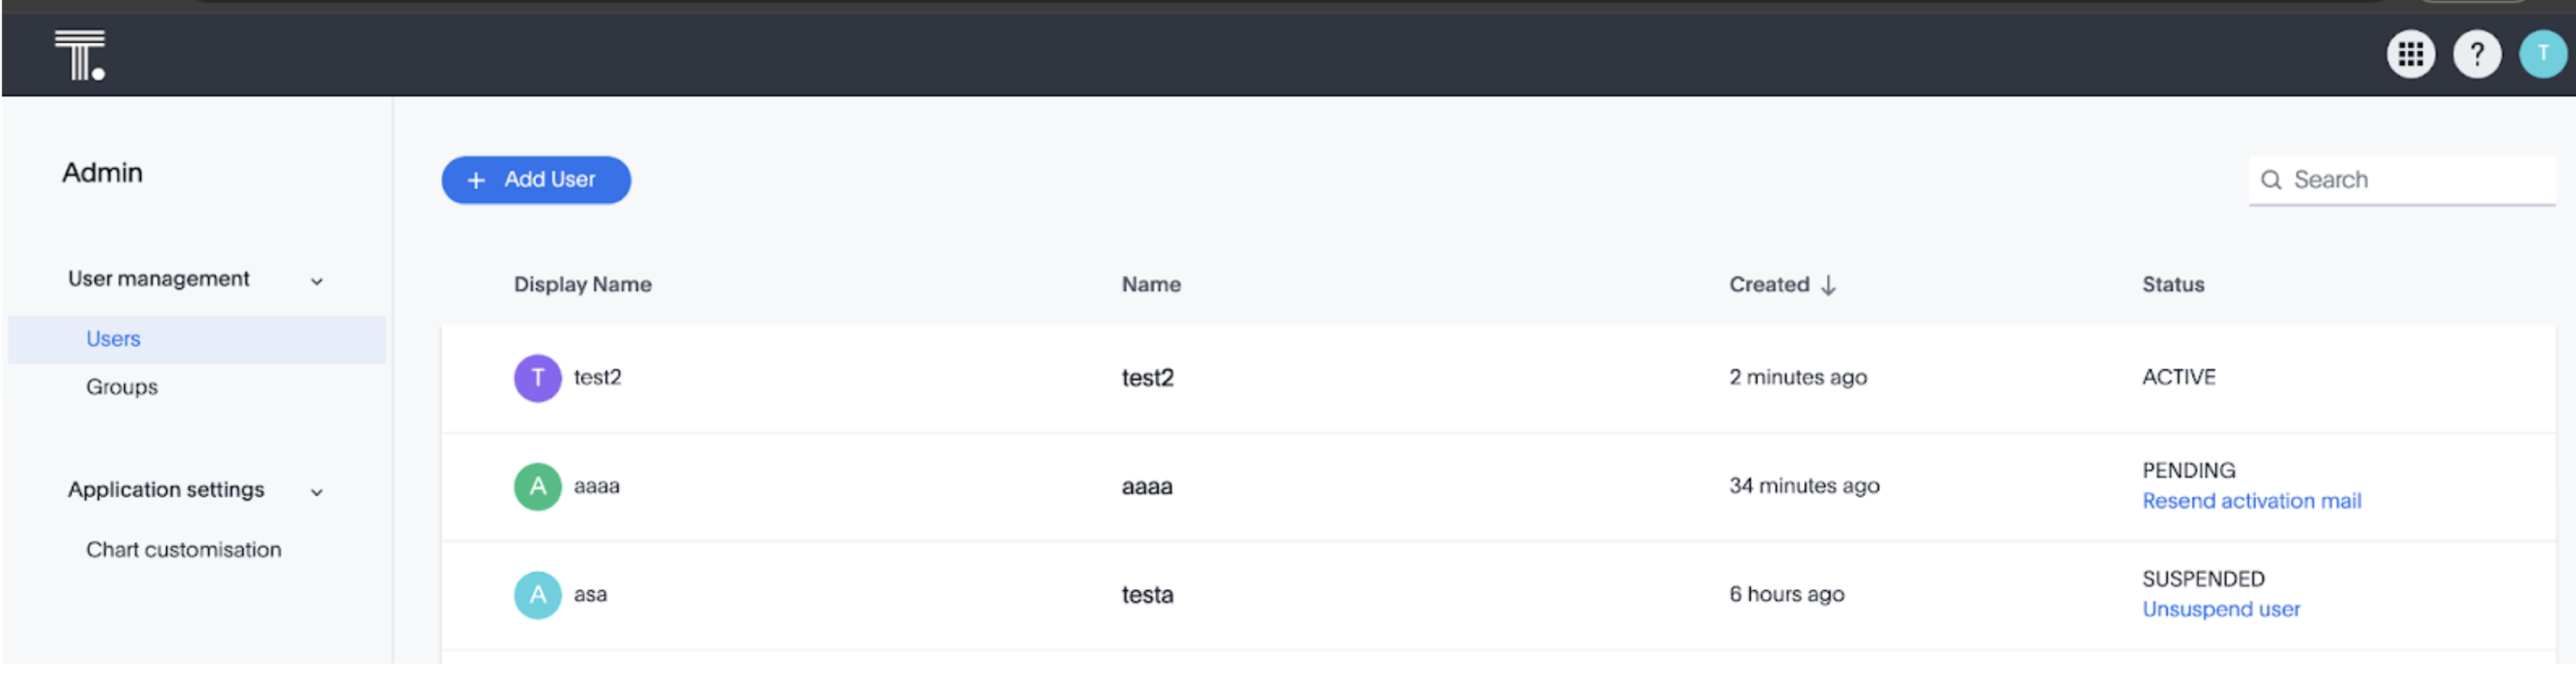 T.
? T
Admin
+ Add User
Search
User management
Display Name Name Created ↓ Status
Users
T test2 test2 2 minutes ago ACTIVE
Groups
A aaaa aaaa 34 minutes ago PENDING
Resend activation mail
Application settings
Chart customisation
A asa testa 6 hours ago SUSPENDED
Unsuspend user